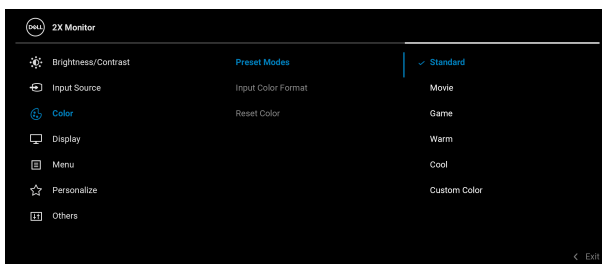 DELL 2X Monitor
Brightness/Contrast Preset Modes Standard
Input Source Input Color Format Movie
Color Reset Color Game
Display Warm
Menu Cool
Personalize Custom Color
Others
Exit